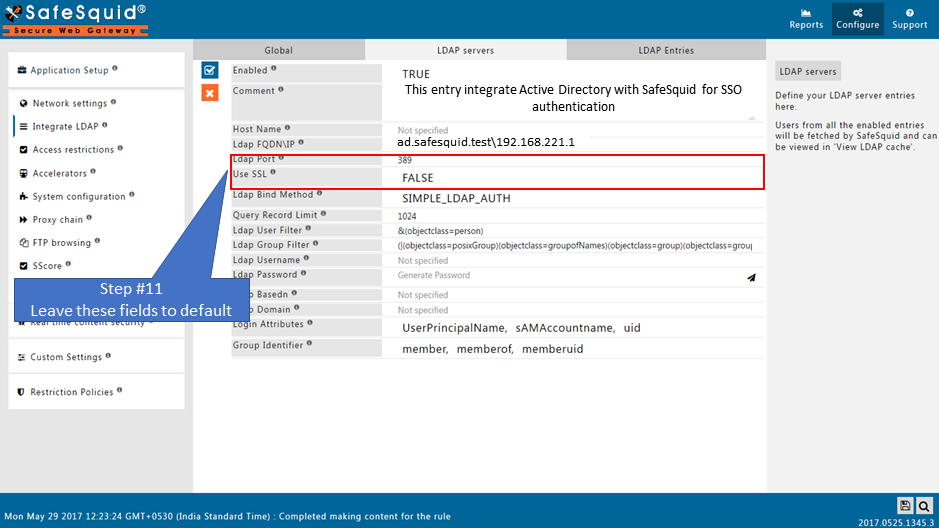 SafeSquid®
Secure Web Gateway
Reports
Configure
Support
Global
LDAP servers
LDAP Entries
Application Setup
Network settings
Integrate LDAP
Access restrictions
Accelerators
System configuration
Proxy chain
FTP browsing
SScore
Real time content security
Custom Settings
Restriction Policies
Enabled
TRUE
Comment
This entry integrate Active Directory with SafeSquid for SSO
authentication
Host Name
Not specified
Ldap FQDN\IP
ad.safesquid.test\192.168.221.1
Ldap Port
389
Use SSL
FALSE
Ldap Bind Method
SIMPLE_LDAP_AUTH
Query Record Limit
1024
Ldap User Filter
&(objectclass=person)
Ldap Group Filter
(|(objectclass=posixGroup)(objectclass=groupofNames)(objectclass=group)(objectclass=grou
Ldap Username
Not specified
Ldap Password
Generate Password
Basedn
Not specified
Domain
Not specified
Login Attributes
UserPrincipalName, sAMAccountname, uid
Group Identifier
member, memberof, memberuid
Step #11
Leave these fields to default
LDAP servers
Define your LDAP server entries
here.
Users from all the enabled entries
will be fetched by SafeSquid and can
be viewed in 'View LDAP cache'.
Mon May 29 2017 12:23:24 GMT+0530 (India Standard Time) : Completed making content for the rule
2017.0525.1345.3